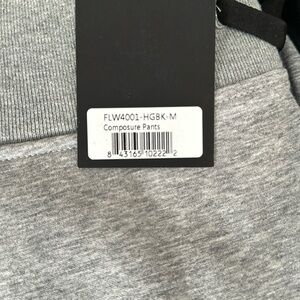 FLW4001-HGBK-M
Composure Pants
8 43165 10222 2